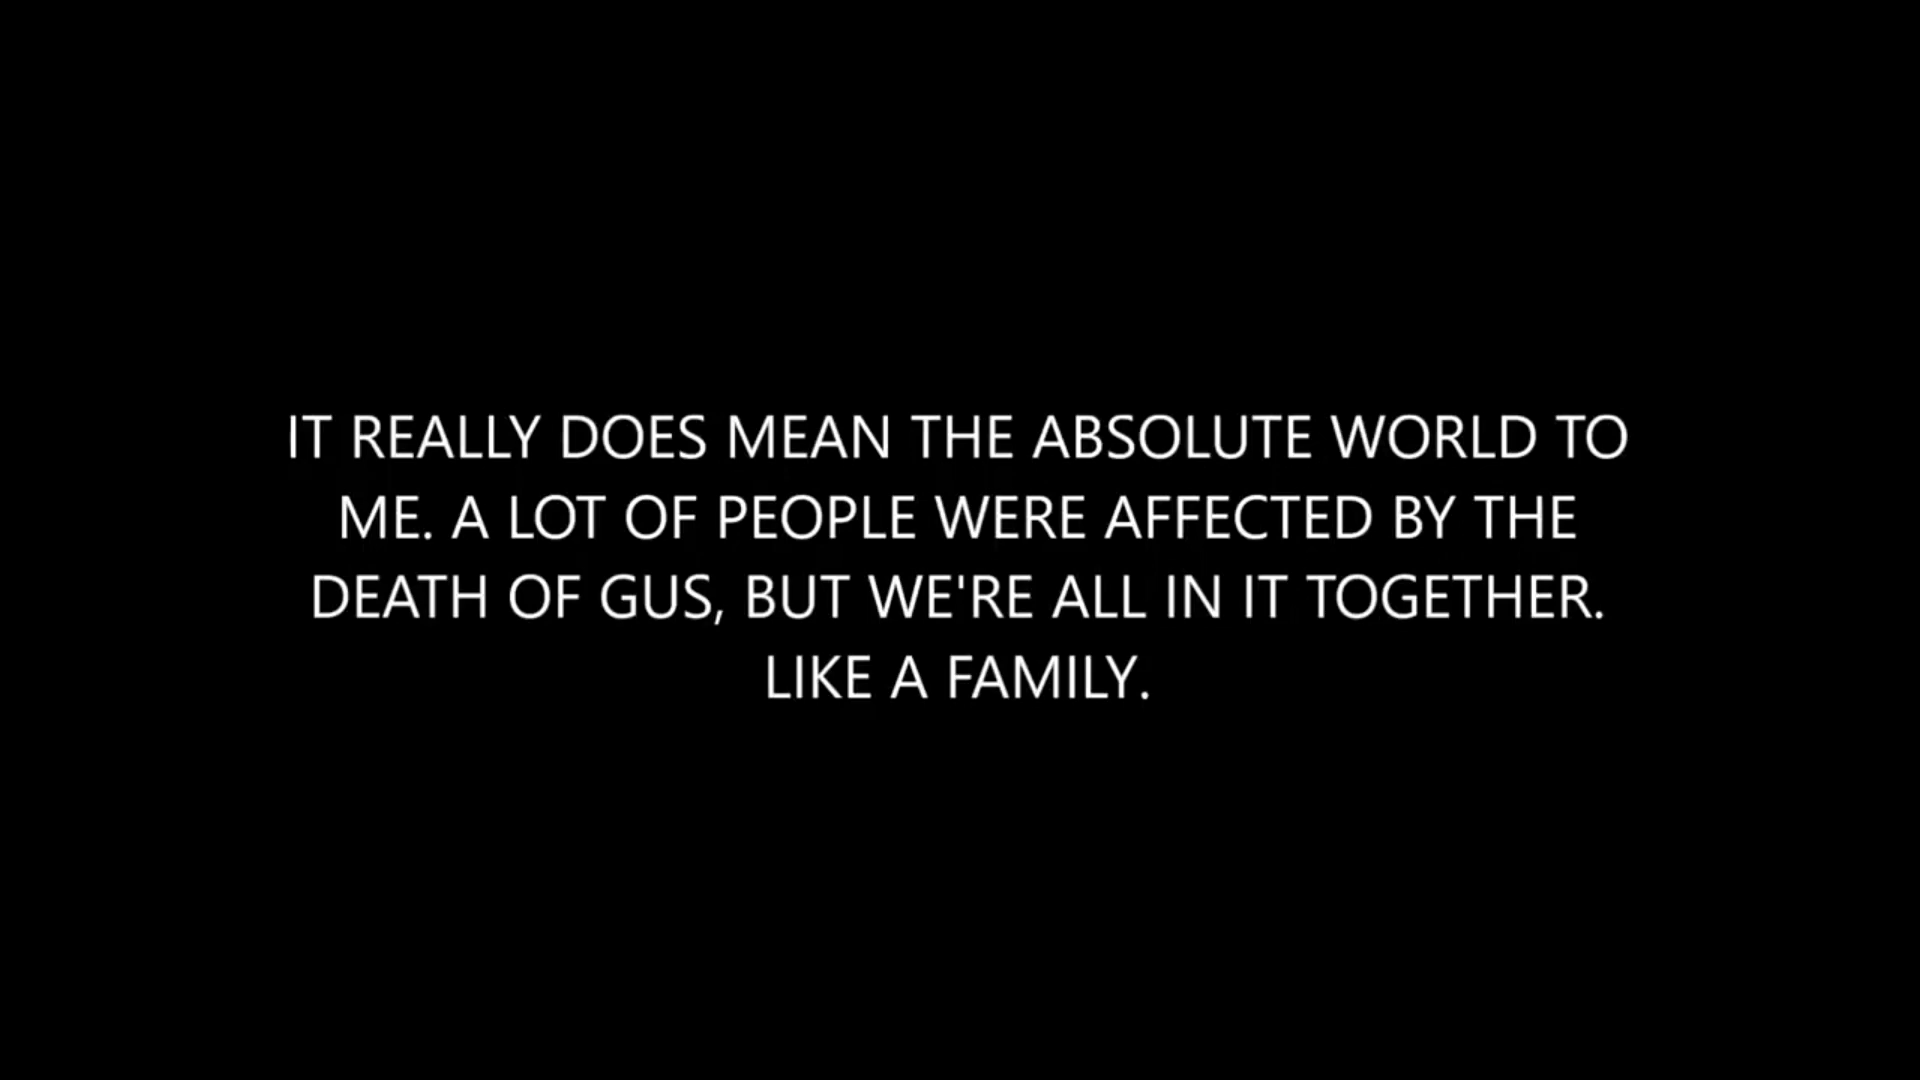 IT REALLY DOES MEAN THE ABSOLUTE WORLD TO
ME. A LOT OF PEOPLE WERE AFFECTED BY THE
DEATH OF GUS, BUT WE'RE ALL IN IT TOGETHER.
LIKE A FAMILY.